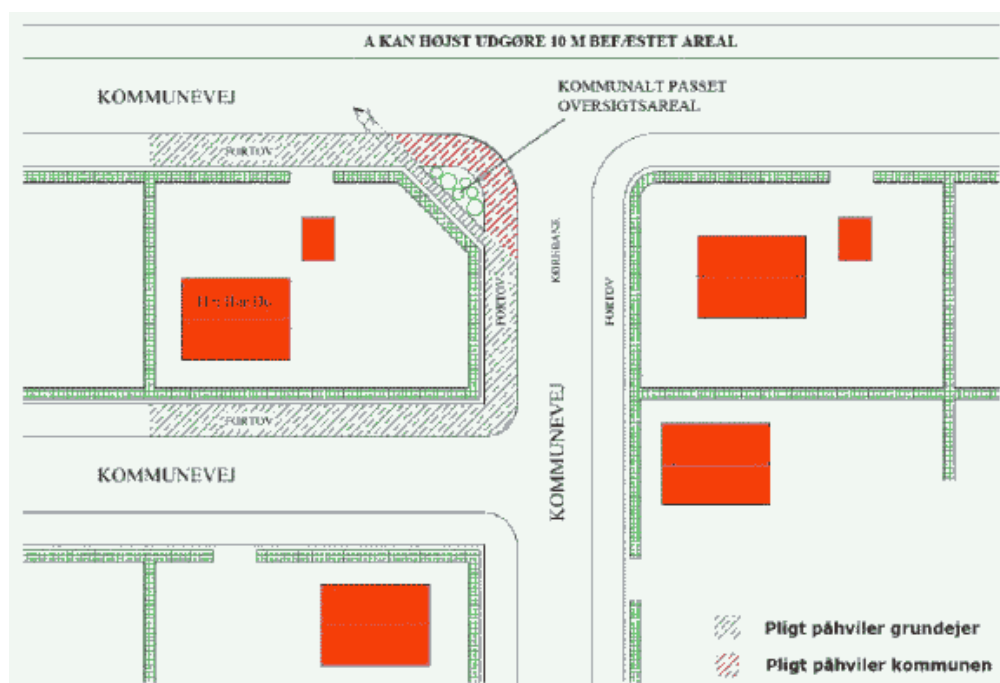 A KAN HØJST UDGØRE 10 M BEFÆSTET AREAL
KOMMUNALT PASSET
OVERSIGTSAREAL
KOMMUNEVEJ
FORTOV
KØREBANE
FORTOV
FORTOV
FORTOV
KOMMUNEVEJ
KOMMUNEVEJ
Pligt påhviler grundejer
Pligt påhviler kommunen